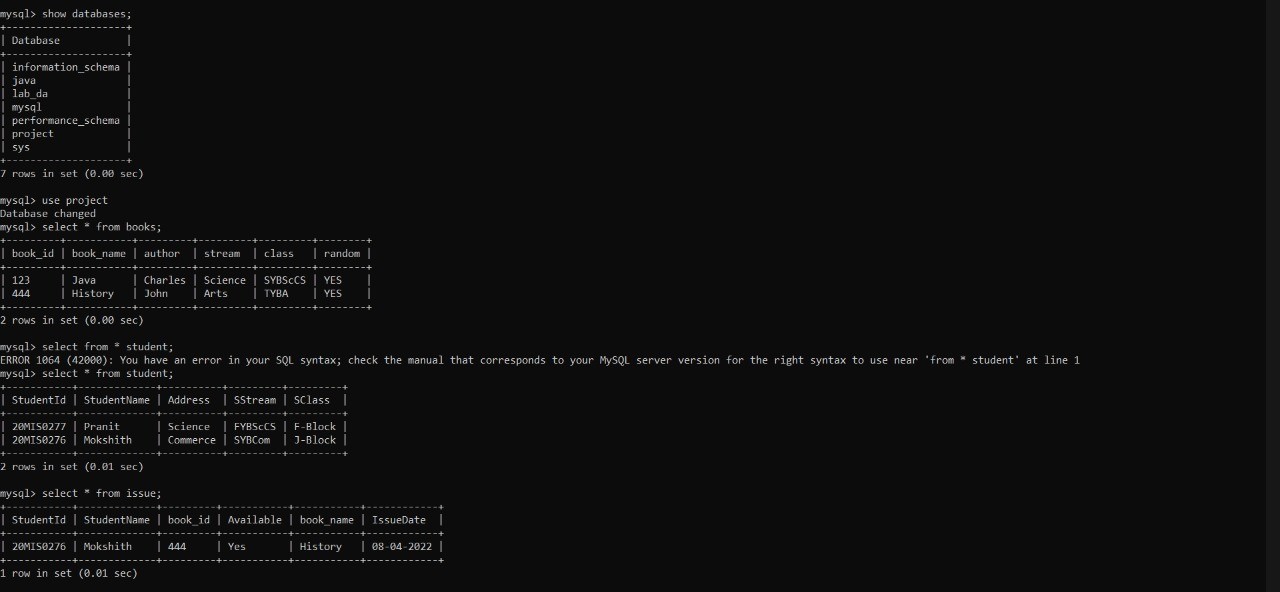 mysql> show databases;
+--------------------+
| Database           |
+--------------------+
| information_schema |
| java               |
| lab_da             |
| mysql              |
| performance_schema |
| project            |
| sys                |
+--------------------+
7 rows in set (0.00 sec)
mysql> use project
Database changed
mysql> select * from books;
+---------+-----------+---------+---------+---------+--------+
| book_id | book_name | author  | stream  | class   | random |
+---------+-----------+---------+---------+---------+--------+
| 123     | Java      | Charles | Science | SYBScCS | YES    |
| 444     | History   | John    | Arts    | TYBA    | YES    |
+---------+-----------+---------+---------+---------+--------+
2 rows in set (0.00 sec)
mysql> select from * student;
ERROR 1064 (42000): You have an error in your SQL syntax; check the manual that corresponds to your MySQL server version for the right syntax to use near 'from * student' at line 1
mysql> select * from student;
+-----------+-------------+----------+---------+---------+
| StudentId | StudentName | Address  | SStream | SClass  |
+-----------+-------------+----------+---------+---------+
| 20MIS0277 | Pranit      | Science  | FYBScCS | F-Block |
| 20MIS0276 | Mokshith    | Commerce | SYBCom  | J-Block |
+-----------+-------------+----------+---------+---------+
2 rows in set (0.01 sec)
mysql> select * from issue;
+-----------+-------------+---------+-----------+-----------+------------+
| StudentId | StudentName | book_id | Available | book_name | IssueDate  |
+-----------+-------------+---------+-----------+-----------+------------+
| 20MIS0276 | Mokshith    | 444     | Yes       | History   | 08-04-2022 |
+-----------+-------------+---------+-----------+-----------+------------+
1 row in set (0.01 sec)